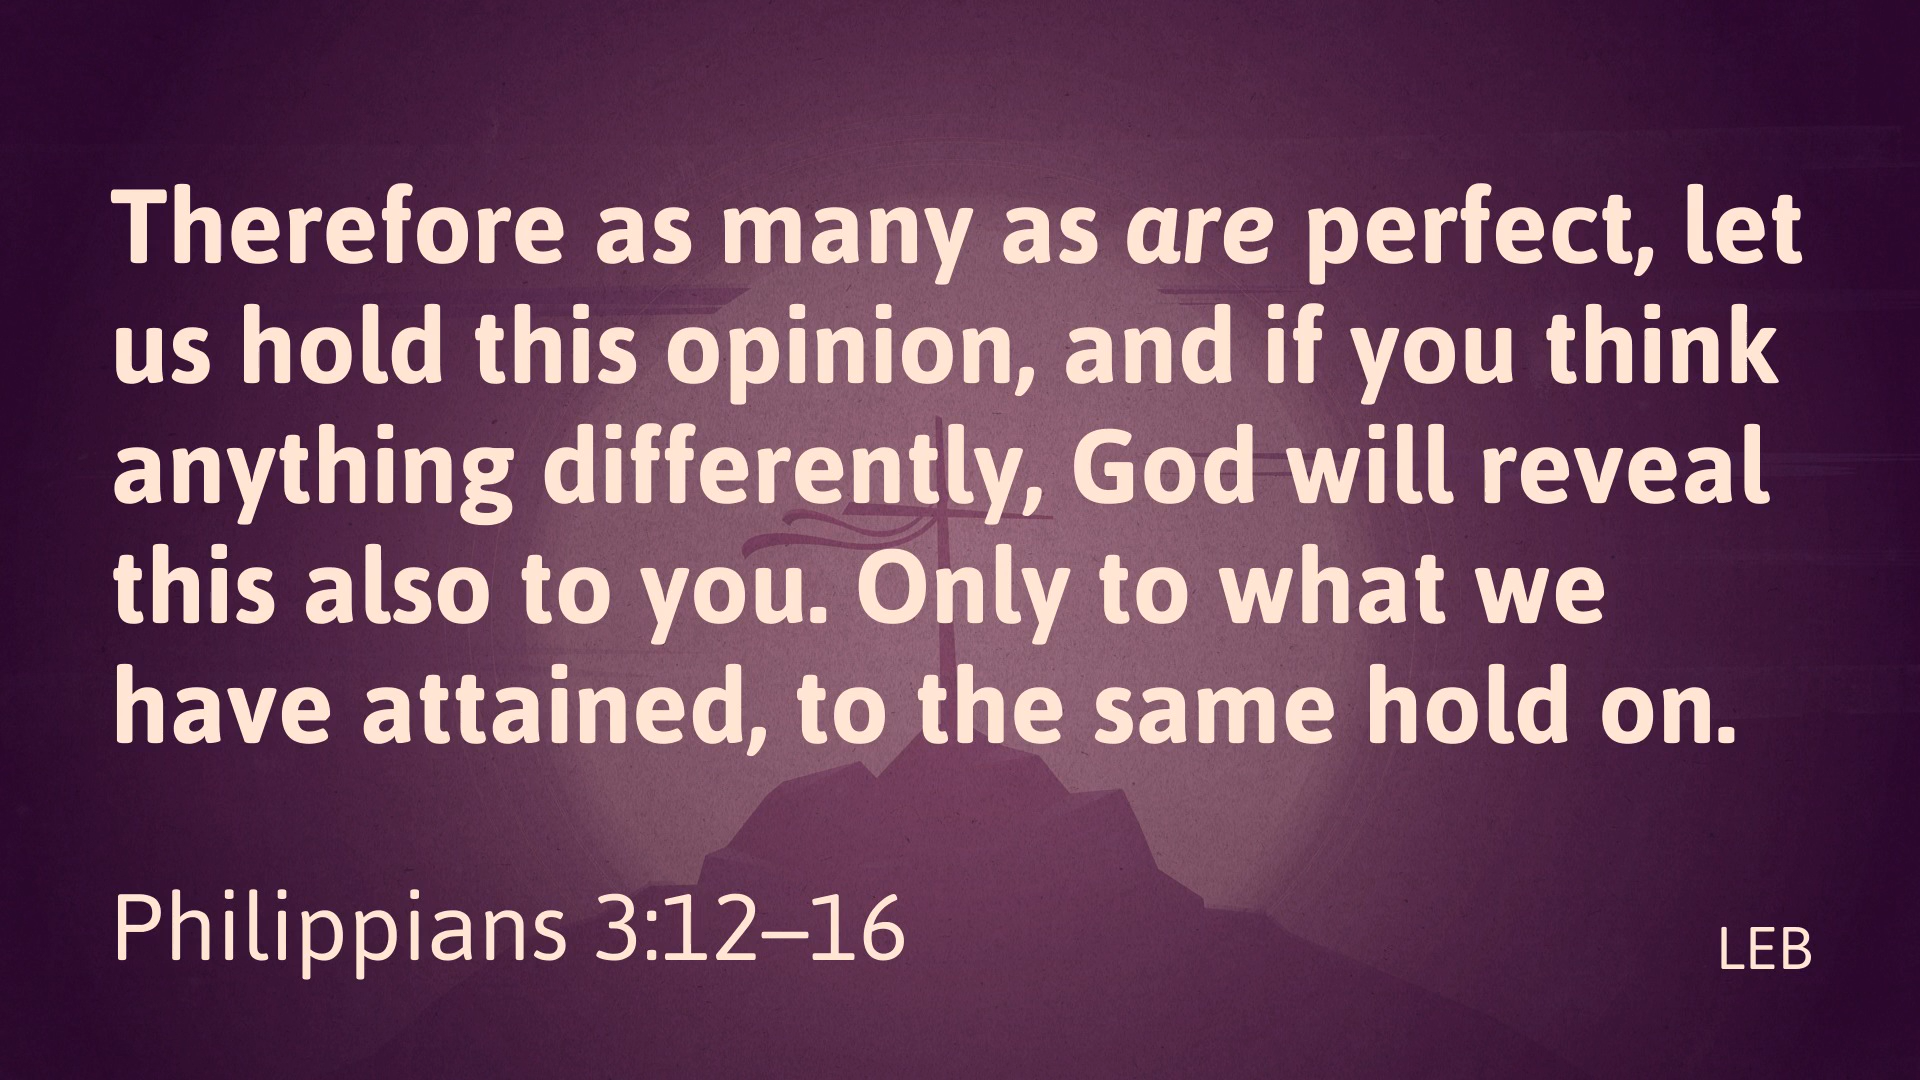 Therefore as many as are perfect, let
us hold this opinion, and if you think
anything differently, God will reveal
this also to you. Only to what we
have attained, to the same hold on.
Philippians 3:12–16
LEB